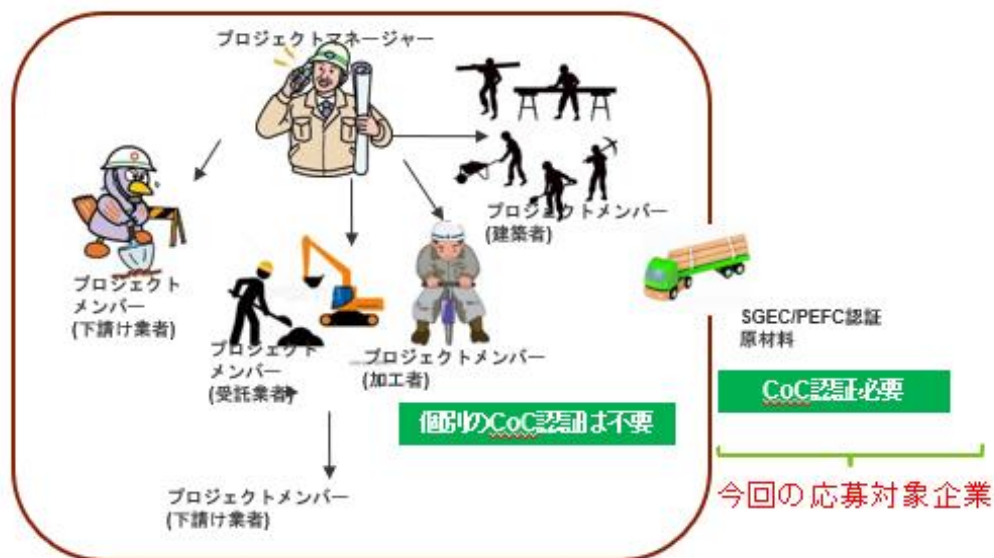 プロジェクトマネージャー
プロジェクトメンバー
(建築者)
プロジェクト
メンバー
(下請け業者)
プロジェクト
メンバー
(受託業者)
プロジェクトメンバー
(加工者)
SGEC/PEFC認証
原材料
CoC認証必要
個別のCoC認証は不要
今回の応募対象企業
プロジェクトメンバー
(下請け業者)